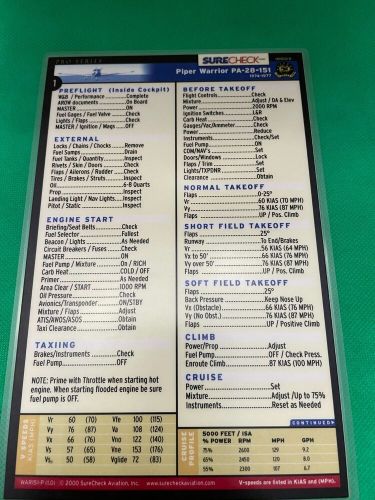 PRO SERIES
SURECHECK
Piper Warrior PA-28-151
1974-1977
1
PREFLIGHT (Inside Cockpit)
W&B / Performance ...Complete
AROW documents ...On Board
MASTER ...ON
Fuel Gages / Fuel Valve ...Check
Lights / Flaps ...Check
MASTER / Ignition / Mags ...OFF
EXTERNAL
Locks / Chains / Chocks ...Remove
Fuel Sumps ...Drain
Fuel Tanks / Quantity ...Inspect
Rivets / Skin / Doors ...Check
Flaps / Ailerons / Rudder ...Check
Tires / Brakes / Struts ...Inspect
Oil ...6-8 Quarts
Prop ...Inspect
Landing Light / Nav Lights ...Inspect
Pitot / Static ...Inspect
ENGINE START
Briefing/Seat Belts ...Check
Fuel Selector ...Fullest
Beacon / Lights ...As Needed
Circuit Breakers / Fuses ...Check
MASTER ...ON
Fuel Pump / Mixture ...On / RICH
Carb Heat ...COLD / OFF
Primer ...As Needed
Area Clear / START ...1000 RPM
Oil Pressure ...Check
Avionics/Transponder ...ON/STBY
Mixture / Flaps ...Adjust
ATIS/AWOS/ASOS ...Obtain
Taxi Clearance ...Obtain
TAXIING
Brakes/Instruments ...Check
Fuel Pump ...OFF
NOTE: Prime with Throttle when starting hot
engine. When starting flooded engine be sure
fuel pump is OFF.
BEFORE TAKEOFF
Flight Controls ...Check
Mixture ...Adjust / DA & Elev
Power ...2000 RPM
Ignition Switches ...L&R
Carb Heat ...Check
Gauges/Vac/Ammeter ...Check
Power ...Reduce
Instruments ...Check/Set
Fuel Pump ...ON
COM/NAV's ...Set
Doors/Windows ...Lock
Flaps / Trim ...Set
Lights/TXPDNR ...Set
Clearance ...Obtain
NORMAL TAKEOFF
Flaps ...0-25°
Vr ...60 KIAS (70 MPH)
Vy ...76 KIAS (87 MPH)
Flaps ...UP / Pos. Climb
SHORT FIELD TAKEOFF
Flaps ...25°
Runway ...To End/Brakes
Vr ...56 KIAS (64 MPH)
Vx to 50' ...66 KIAS (76 MPH)
Vy over 50' ...76 KIAS (87 MPH)
Flaps ...UP / Pos. Climb
SOFT FIELD TAKEOFF
Flaps ...25°
Back Pressure ...Keep Nose Up
Vx (Obstacle) ...66 KIAS (76 MPH)
Vy (No Obst.) ...76 KIAS (87 MPH)
Flaps ...UP / Positive Climb
CLIMB
Power/Prop ...Adjust
Fuel Pump ...OFF / Check Press.
Enroute Climb ...87 KIAS (100 MPH)
CRUISE
Power ...Set
Mixture ...Adjust / Up to 75%
Instruments ...Reset as Needed
CONTINUED
V SPEEDS
KIAS (MPH)
Vr 60 (70) Vfe 100 (115)
Vy 76 (87) Va 108 (124)
Vx 66 (76) Vno 122 (140)
Vs 57 (65) Vne 153 (176)
Vso 50 (58) Vglide 72 (83)
CRUISE
PROFILE
5000 FEET / ISA
% POWER RPM MPH GPH
75% 2600 129 9.2
65% 2450 120 8.0
55% 2300 107 6.7
WAR151-P (1.0) © 2000 SureCheck Aviation, Inc. www.surecheckaviation.com V-speeds are listed in KIAS and (MPH).